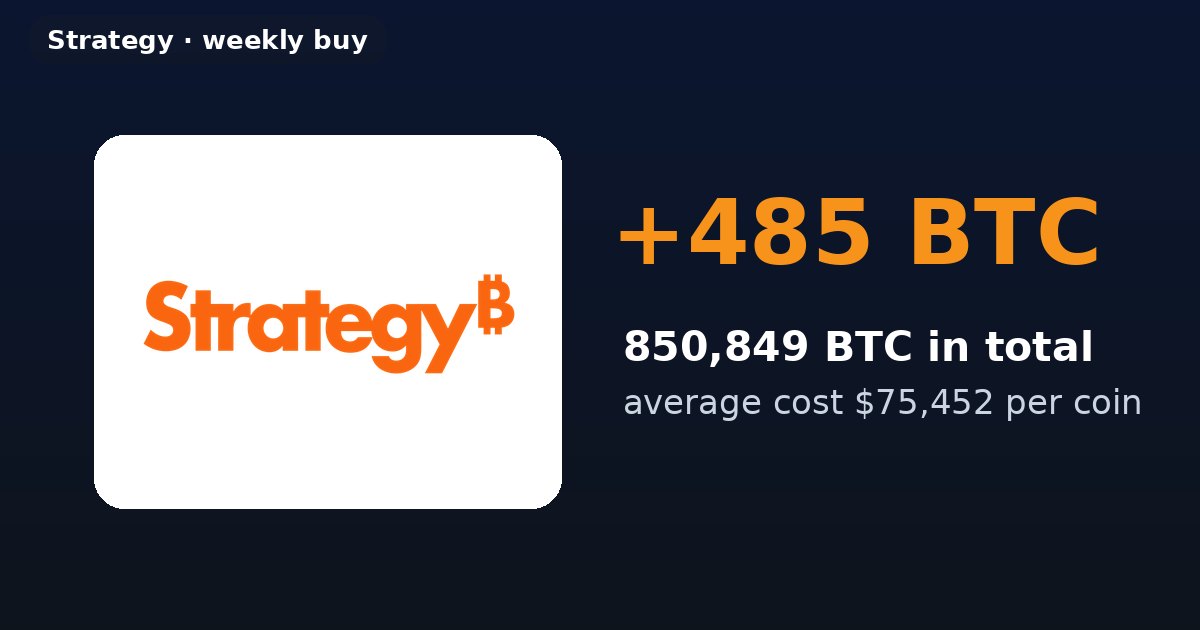 Strategy · weekly buy
Strategy₿
+485 BTC
850,849 BTC in total
average cost $75,452 per coin